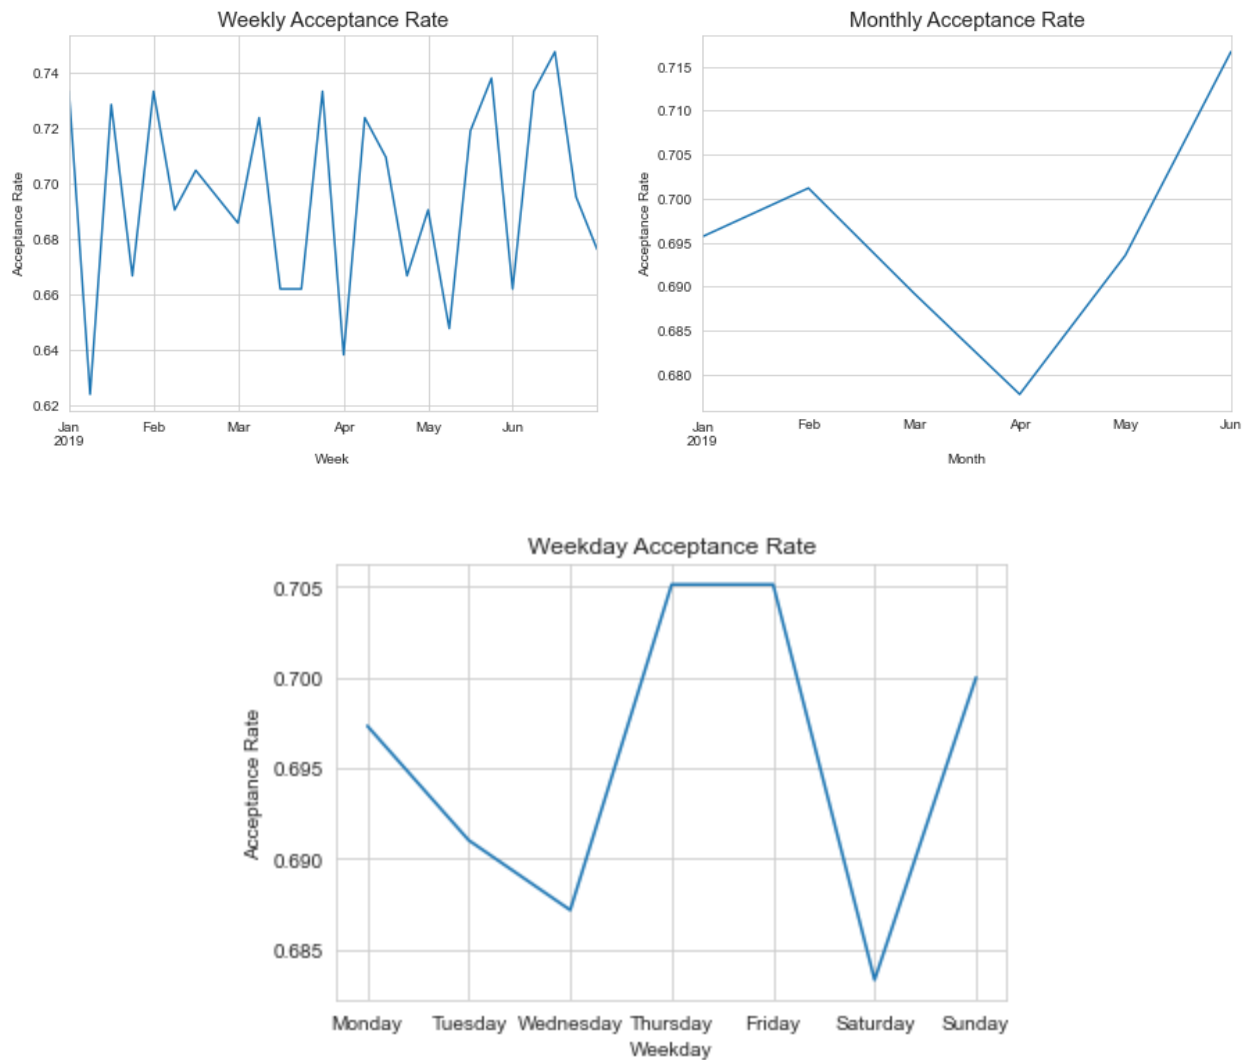 Weekly Acceptance Rate
Acceptance Rate
0.74
0.72
0.70
0.68
0.66
0.64
0.62
Jan Feb Mar Apr May Jun
2019
Week
Monthly Acceptance Rate
Acceptance Rate
0.715
0.710
0.705
0.700
0.695
0.690
0.685
0.680
Jan Feb Mar Apr May Jun
2019
Month
Weekday Acceptance Rate
Acceptance Rate
0.705
0.700
0.695
0.690
0.685
Monday Tuesday Wednesday Thursday Friday Saturday Sunday
Weekday